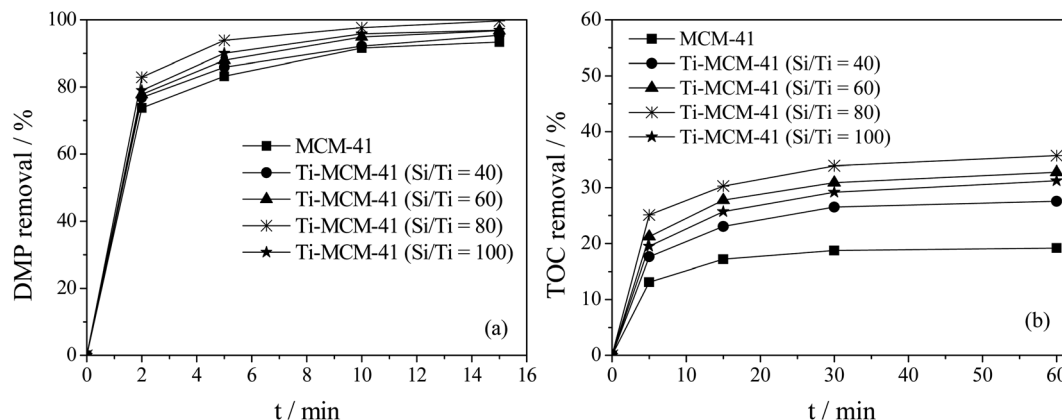 100
80
60
40
20
0
DMP removal / %
MCM-41
Ti-MCM-41 (Si/Ti = 40)
Ti-MCM-41 (Si/Ti = 60)
Ti-MCM-41 (Si/Ti = 80)
Ti-MCM-41 (Si/Ti = 100)
(a)
0 2 4 6 8 10 12 14 16
t / min
60
50
40
30
20
10
0
TOC removal / %
MCM-41
Ti-MCM-41 (Si/Ti = 40)
Ti-MCM-41 (Si/Ti = 60)
Ti-MCM-41 (Si/Ti = 80)
Ti-MCM-41 (Si/Ti = 100)
(b)
0 10 20 30 40 50 60
t / min